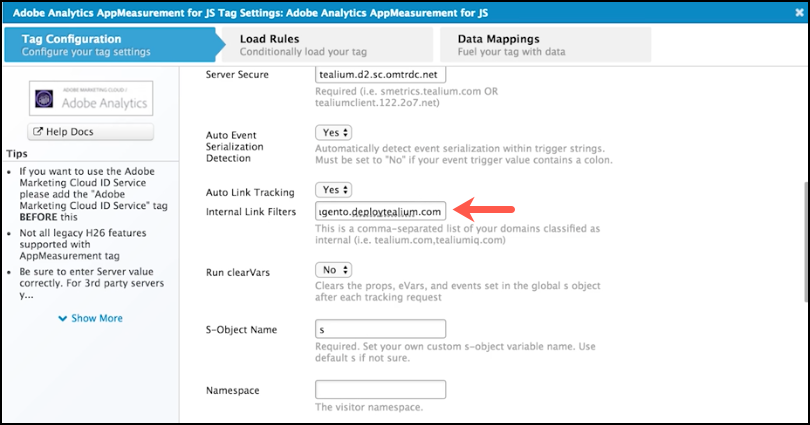 Adobe Analytics AppMeasurement for JS Tag Settings: Adobe Analytics AppMeasurement for JS
Tag Configuration
Configure your tag settings
Load Rules
Conditionally load your tag
Data Mappings
Fuel your tag with data
ADOBE MARKETING CLOUD
Adobe Analytics
Help Docs
Tips
• If you want to use the Adobe
Marketing Cloud ID Service
please add the "Adobe
Marketing Cloud ID Service" tag
BEFORE this
• Not all legacy H26 features
supported with
AppMeasurement tag
• Be sure to enter Server value
correctly. For 3rd party servers
y...
Show More
Server Secure
tealium.d2.sc.omtrdc.net
Required (i.e. smetrics.tealium.com OR
tealiumclient.122.2o7.net)
Auto Event
Serialization
Detection
Yes
Automatically detect event serialization within trigger strings.
Must be set to "No" if your event trigger value contains a colon.
Auto Link Tracking
Yes
Internal Link Filters
gento.deploytealium.com
This is a comma-separated list of your domains classified as
internal (i.e. tealium.com,tealiumiq.com)
Run clearVars
No
Clears the props, eVars, and events set in the global s object
after each tracking request
S-Object Name
s
Required. Set your own custom s-object variable name. Use
default s if not sure.
Namespace
The visitor namespace.